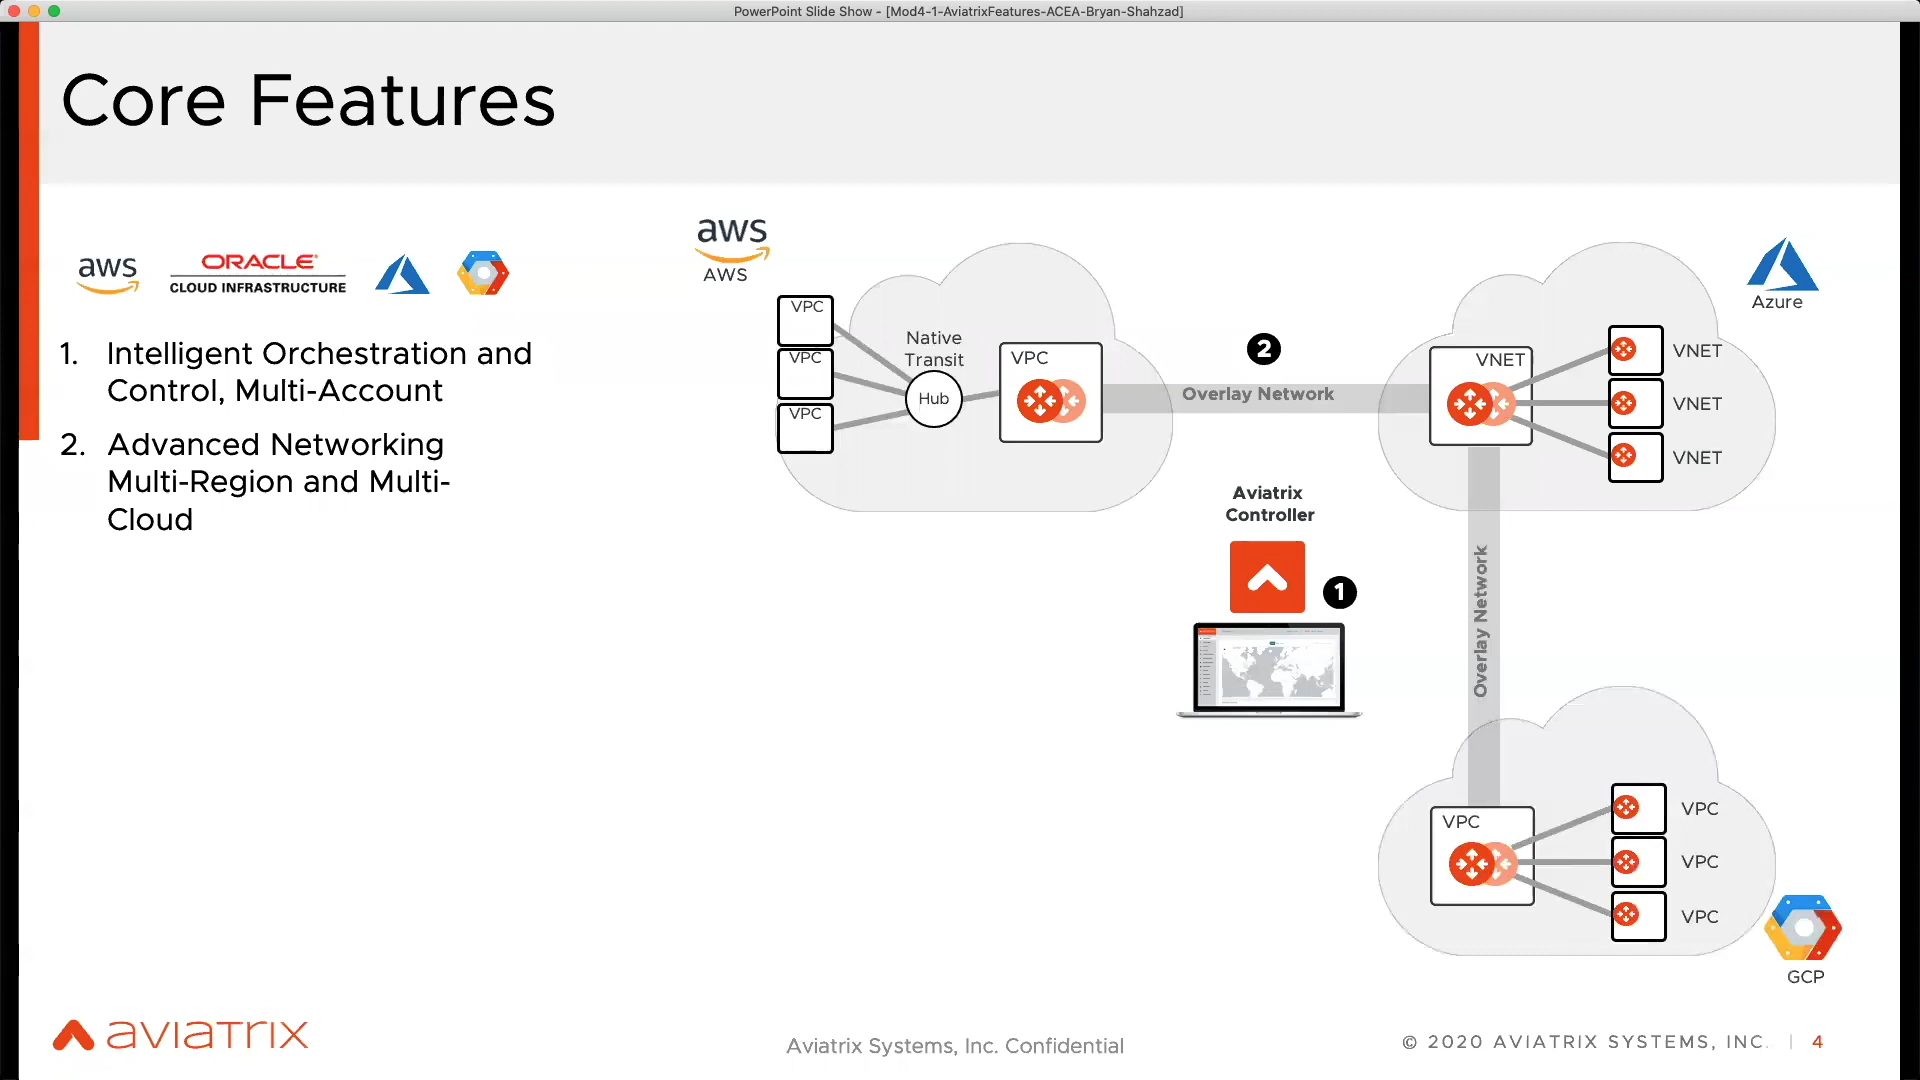 PowerPoint Slide Show - [Mod4-1-AviatrixFeatures-ACEA-Bryan-Shahzad]
Core Features
aws
ORACLE
CLOUD INFRASTRUCTURE
1. Intelligent Orchestration and
Control, Multi-Account
2. Advanced Networking
Multi-Region and Multi-
Cloud
aws
AWS
VPC
VPC
VPC
Native
Transit
Hub
VPC
2
Overlay Network
Azure
VNET
VNET
VNET
VNET
Aviatrix
Controller
1
Overlay Network
VPC
VPC
VPC
VPC
GCP
aviatrix
Aviatrix Systems, Inc. Confidential
© 2020 AVIATRIX SYSTEMS, INC. | 4